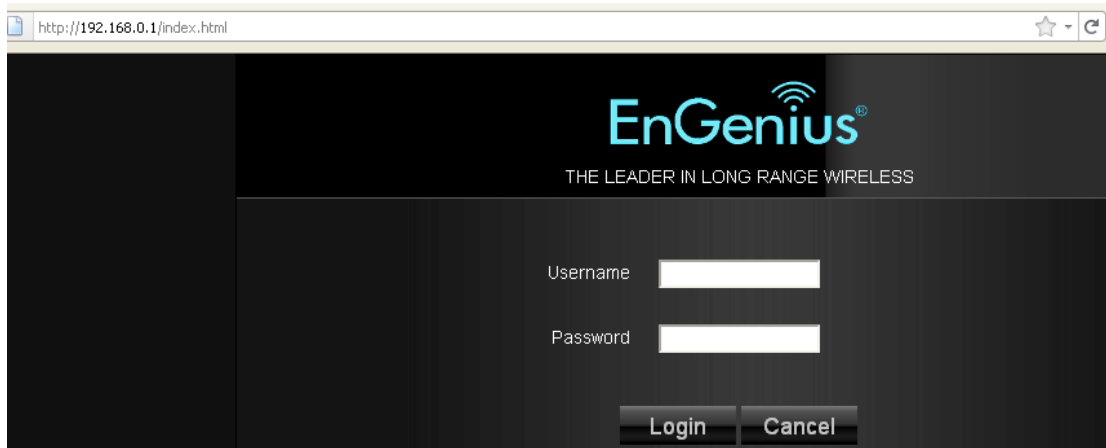 http://192.168.0.1/index.html
EnGenius®
THE LEADER IN LONG RANGE WIRELESS
Username
Password
Login Cancel